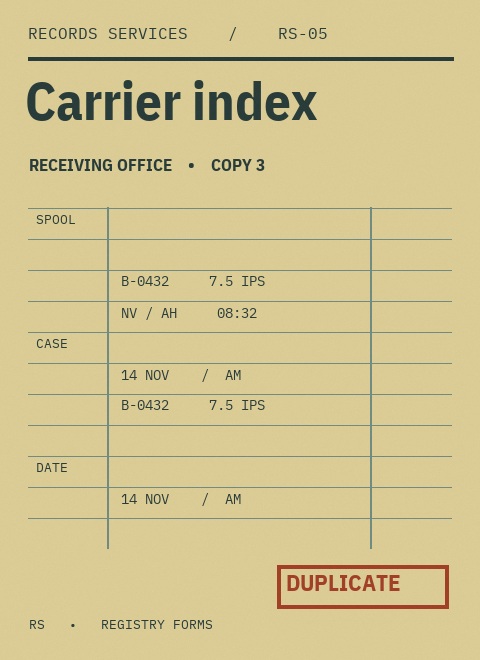 RECORDS SERVICES / RS-05
Carrier index
RECEIVING OFFICE • COPY 3
SPOOL
B-0432 7.5 IPS
NV / AH 08:32
CASE
14 NOV / AM
B-0432 7.5 IPS
DATE
14 NOV / AM
DUPLICATE
RS • REGISTRY FORMS